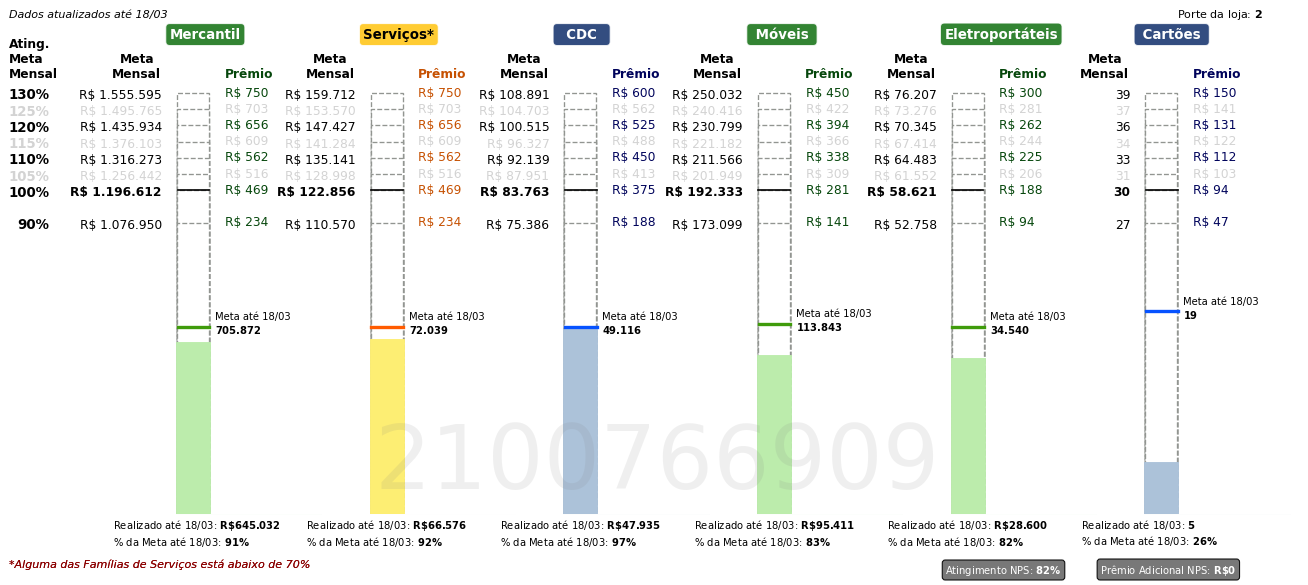 Dados atualizados até 18/03 Porte da loja: 2
Mercantil Serviços* CDC Móveis Eletroportáteis Cartões
Ating.
Meta Meta Meta Meta Meta Meta Meta
Mensal Mensal Prêmio Mensal Prêmio Mensal Prêmio Mensal Prêmio Mensal Prêmio Mensal Prêmio
130% R$ 1.555.595 R$ 750 R$ 159.712 R$ 750 R$ 108.891 R$ 600 R$ 250.032 R$ 450 R$ 76.207 R$ 300 39 R$ 150
125% R$ 1.495.765 R$ 703 R$ 153.570 R$ 703 R$ 104.703 R$ 562 R$ 240.416 R$ 422 R$ 73.276 R$ 281 37 R$ 141
120% R$ 1.435.934 R$ 656 R$ 147.427 R$ 656 R$ 100.515 R$ 525 R$ 230.799 R$ 394 R$ 70.345 R$ 262 36 R$ 131
115% R$ 1.376.103 R$ 609 R$ 141.284 R$ 609 R$ 96.327 R$ 488 R$ 221.182 R$ 366 R$ 67.414 R$ 244 34 R$ 122
110% R$ 1.316.273 R$ 562 R$ 135.141 R$ 562 R$ 92.139 R$ 450 R$ 211.566 R$ 338 R$ 64.483 R$ 225 33 R$ 112
105% R$ 1.256.442 R$ 516 R$ 128.998 R$ 516 R$ 87.951 R$ 413 R$ 201.949 R$ 309 R$ 61.552 R$ 206 31 R$ 103
100% R$ 1.196.612 R$ 469 R$ 122.856 R$ 469 R$ 83.763 R$ 375 R$ 192.333 R$ 281 R$ 58.621 R$ 188 30 R$ 94
90% R$ 1.076.950 R$ 234 R$ 110.570 R$ 234 R$ 75.386 R$ 188 R$ 173.099 R$ 141 R$ 52.758 R$ 94 27 R$ 47
Meta até 18/03 Meta até 18/03 Meta até 18/03 Meta até 18/03 Meta até 18/03 Meta até 18/03
705.872 72.039 49.116 113.843 34.540 19
2100766909
Realizado até 18/03: R$645.032 Realizado até 18/03: R$66.576 Realizado até 18/03: R$47.935 Realizado até 18/03: R$95.411 Realizado até 18/03: R$28.600 Realizado até 18/03: 5
% da Meta até 18/03: 91% % da Meta até 18/03: 92% % da Meta até 18/03: 97% % da Meta até 18/03: 83% % da Meta até 18/03: 82% % da Meta até 18/03: 26%
*Alguma das Famílias de Serviços está abaixo de 70% Atingimento NPS: 82% Prêmio Adicional NPS: R$0